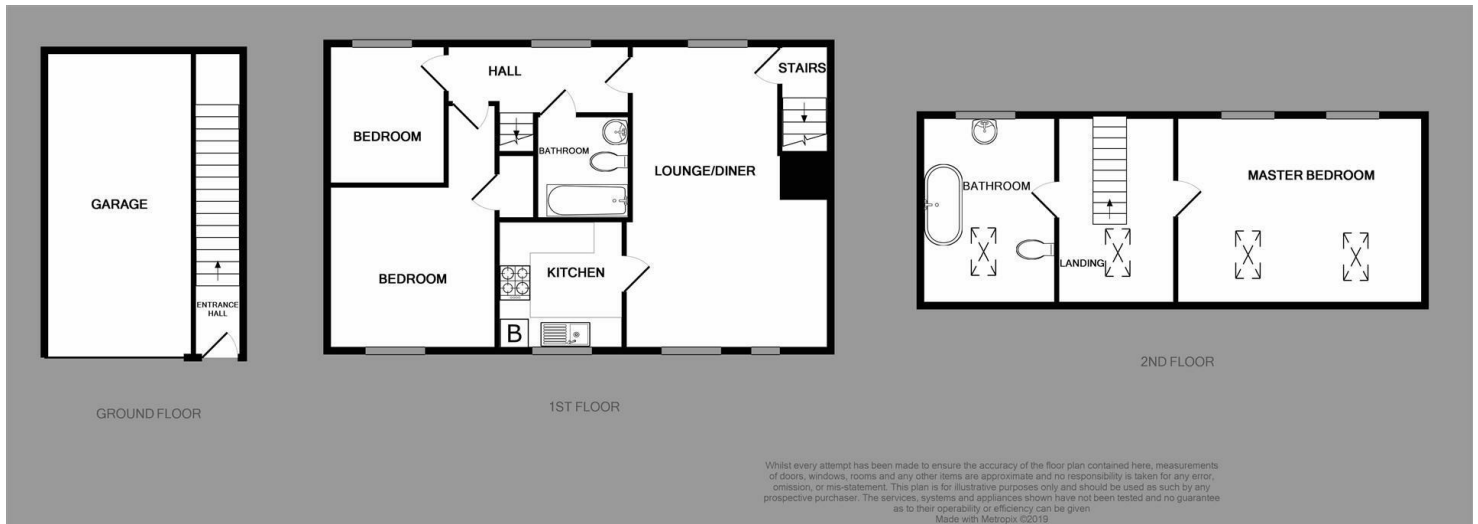 GARAGE
ENTRANCE
HALL
GROUND FLOOR
HALL
STAIRS
BEDROOM
BATHROOM
LOUNGE/DINER
BEDROOM
KITCHEN
B
1ST FLOOR
BATHROOM
LANDING
MASTER BEDROOM
2ND FLOOR
Whilst every attempt has been made to ensure the accuracy of the floor plan contained here, measurements
of doors, windows, rooms and any other items are approximate and no responsibility is taken for any error,
omission, or mis-statement. This plan is for illustrative purposes only and should be used as such by any
prospective purchaser. The services, systems and appliances shown have not been tested and no guarantee
as to their operability or efficiency can be given
Made with Metropix ©2019